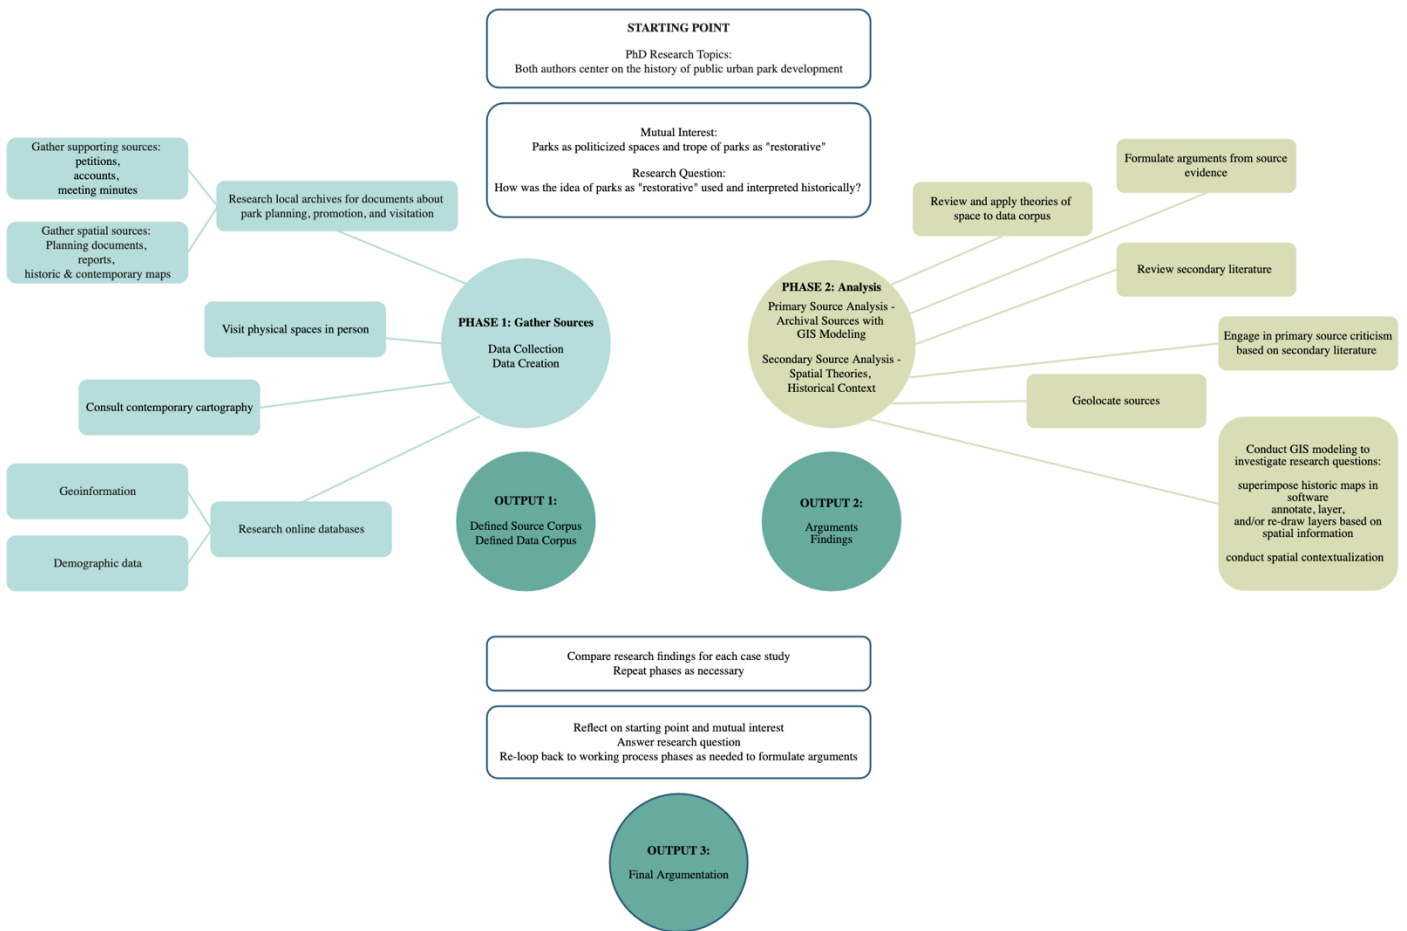 STARTING POINT
PhD Research Topics:
Both authors center on the history of public urban park development
Mutual Interest:
Parks as politicized spaces and trope of parks as "restorative"
Research Question:
How was the idea of parks as "restorative" used and interpreted historically?
Gather supporting sources:
petitions,
accounts,
meeting minutes
Gather spatial sources:
Planning documents,
reports,
historic & contemporary maps
Research local archives for documents about
park planning, promotion, and visitation
Visit physical spaces in person
Consult contemporary cartography
Geoinformation
Demographic data
Research online databases
PHASE 1: Gather Sources
Data Collection
Data Creation
OUTPUT 1:
Defined Source Corpus
Defined Data Corpus
PHASE 2: Analysis
Primary Source Analysis -
Archival Sources with
GIS Modeling
Secondary Source Analysis -
Spatial Theories,
Historical Context
OUTPUT 2:
Arguments
Findings
Review and apply theories of
space to data corpus
Formulate arguments from source
evidence
Review secondary literature
Engage in primary source criticism
based on secondary literature
Geolocate sources
Conduct GIS modeling to
investigate research questions:
superimpose historic maps in
software
annotate, layer,
and/or re-draw layers based on
spatial information
conduct spatial contextualization
Compare research findings for each case study
Repeat phases as necessary
Reflect on starting point and mutual interest
Answer research question
Re-loop back to working process phases as needed to formulate arguments
OUTPUT 3:
Final Argumentation